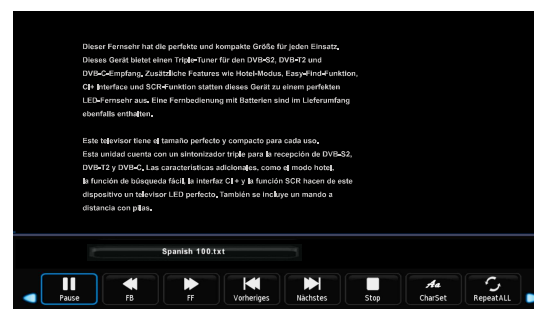 Dieser Fernsehr hat die perfekte und kompakte Größe für jeden Einsatz.
Dieses Gerät bietet einen Triple-Tuner für den DVB-S2, DVB-T2 und
DVB-C-Empfang. Zusätzliche Features wie Hotel-Modus, Easy-Find-Funktion,
CI+ Interface und SCR-Funktion statten dieses Gerät zu einem perfekten
LED-Fernsehr aus. Eine Fernbedienung mit Batterien sind im Lieferumfang
ebenfalls enthalten.
Este televisor tiene el tamaño perfecto y compacto para cada uso.
Esta unidad cuenta con un sintonizador triple para la recepción de DVB-S2,
DVB-T2 y DVB-C. Las características adicionales, como el modo hotel.
la función de búsqueda fácil, la interfaz CI + y la función SCR hacen de este
dispositivo un televisor LED perfecto. También se incluye un mando a
distancia con pilas.
Spanish 100.txt
Pause FB FF Vorheriges Nächstes Stop Aa CharSet RepeatALL